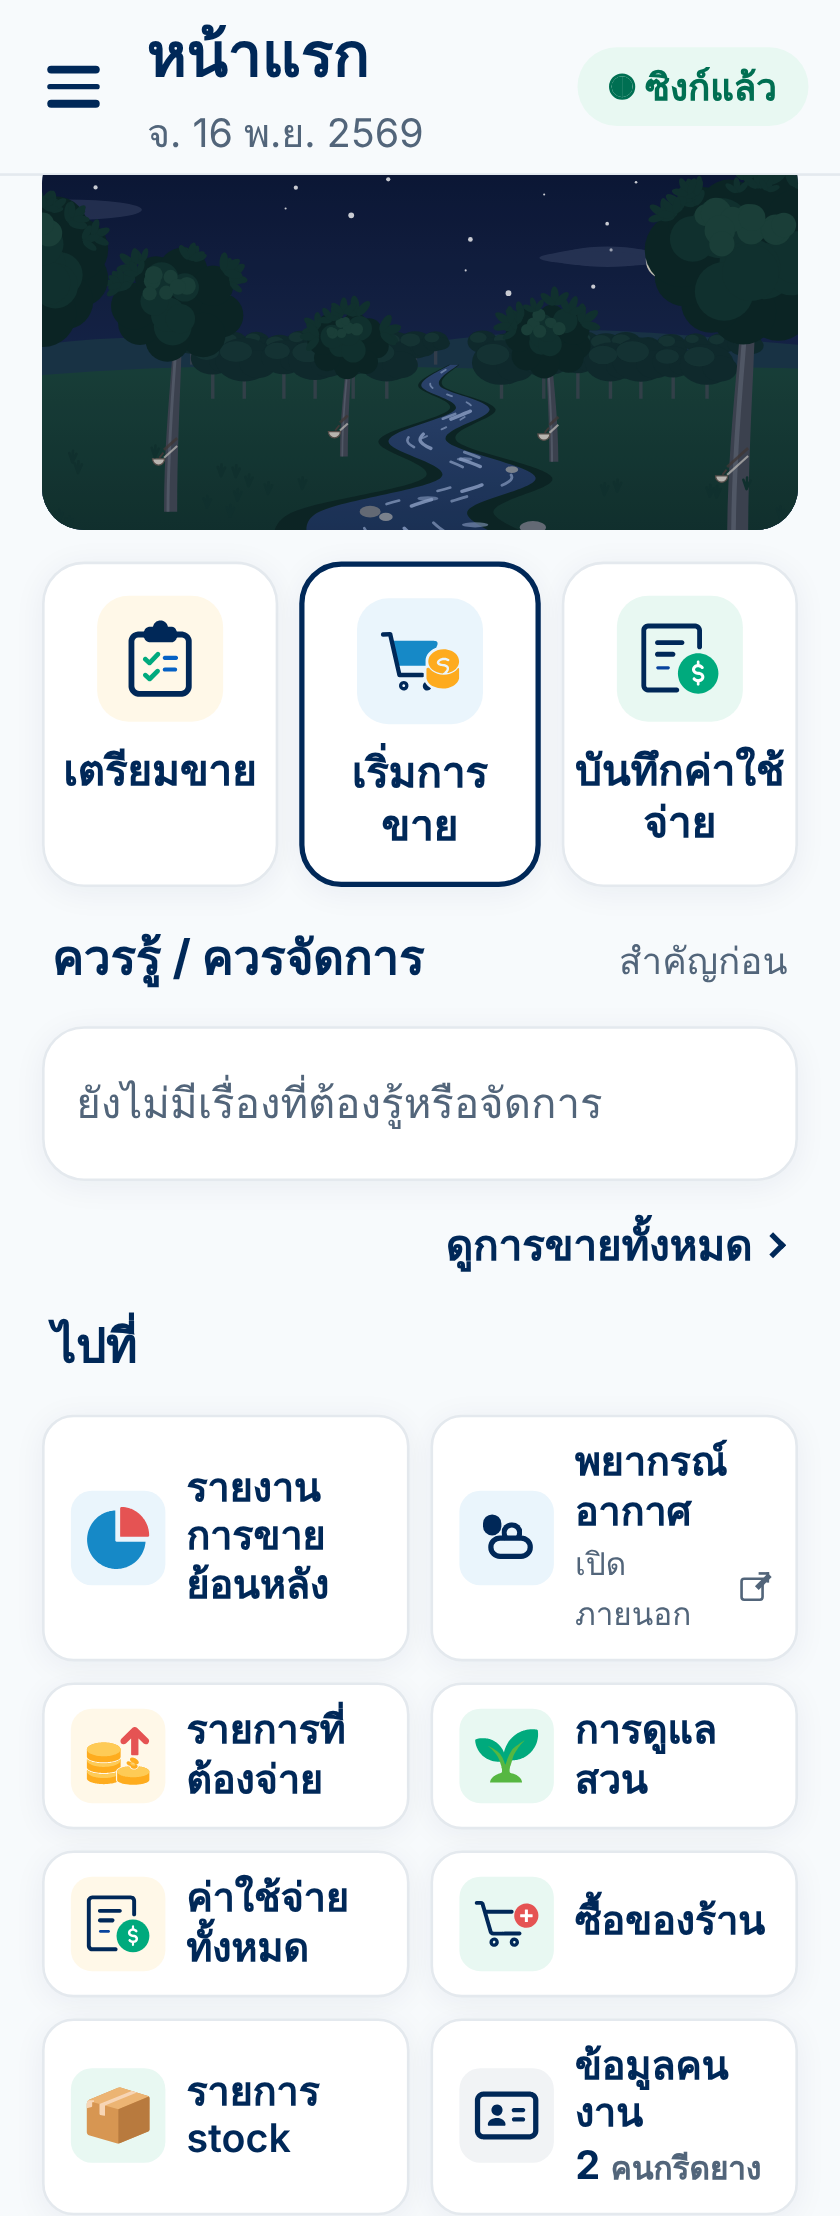 หน้าแรก
จ. 16 พ.ย. 2569
ซิงก์แล้ว
เตรียมขาย
เริ่มการ
ขาย
บันทึกค่าใช้
จ่าย
ควรรู้ / ควรจัดการ
สำคัญก่อน
ยังไม่มีเรื่องที่ต้องรู้หรือจัดการ
ดูการขายทั้งหมด
ไปที่
รายงาน
การขาย
ย้อนหลัง
พยากรณ์
อากาศ
เปิด
ภายนอก
รายการที่
ต้องจ่าย
การดูแล
สวน
ค่าใช้จ่าย
ทั้งหมด
ซื้อของร้าน
รายการ
stock
ข้อมูลคน
งาน
2 คนกรีดยาง